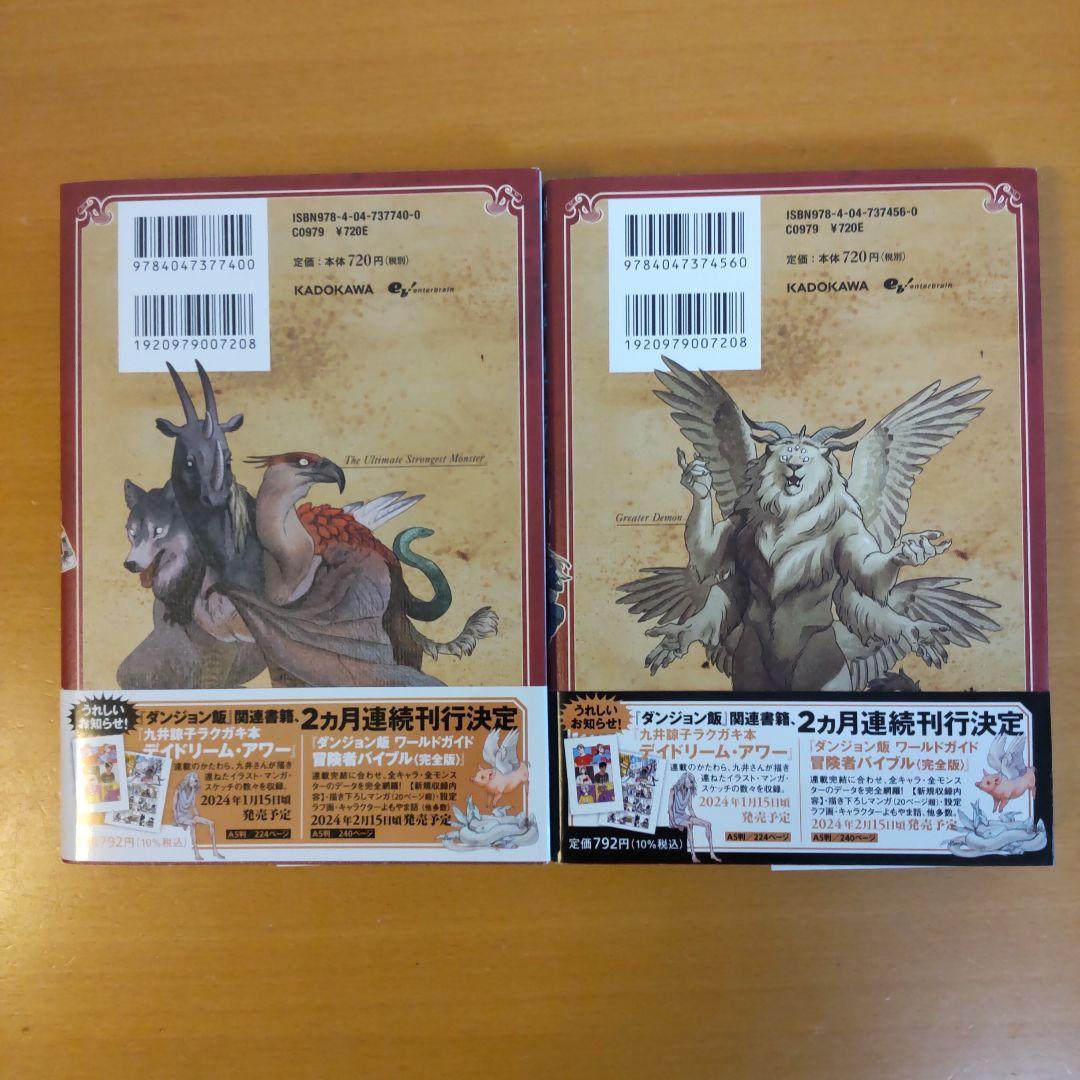 ISBN978-4-04-737740-0
C0979 ¥720E
9784047377400
定価：本体720円（税別）
KADOKAWA eb! enterbrain
1920979007208
The Ultimate Strongest Monster
うれしいお知らせ!
『ダンジョン飯』関連書籍、2ヵ月連続刊行決定
『九井諒子ラクガキ本
デイドリーム・アワー』
連載のかたわら、九井さんが描き
連ねたイラスト・マンガ・
スケッチの数々を収録。
2024年1月15日頃
発売予定
A5判／224ページ
『ダンジョン飯 ワールドガイド
冒険者バイブル〈完全版〉』
連載完結に合わせ、全キャラ・全モンス
ターのデータを完全網羅!【新規収録内
容】・描き下ろしマンガ（20ページ超）・設定
ラフ画・キャラクターよもやま話、他多数。
2024年2月15日頃発売予定
A5判／240ページ
792円（10%税込）
ISBN978-4-04-737456-0
C0979 ¥720E
9784047374560
定価：本体720円（税別）
KADOKAWA eb! enterbrain
1920979007208
Greater Demon
うれしいお知らせ!
『ダンジョン飯』関連書籍、2ヵ月連続刊行決定
『九井諒子ラクガキ本
デイドリーム・アワー』
連載のかたわら、九井さんが描き
連ねたイラスト・マンガ・
スケッチの数々を収録。
2024年1月15日頃
発売予定
A5判／224ページ
『ダンジョン飯 ワールドガイド
冒険者バイブル〈完全版〉』
連載完結に合わせ、全キャラ・全モンス
ターのデータを完全網羅!【新規収録内
容】・描き下ろしマンガ（20ページ超）・設定
ラフ画・キャラクターよもやま話、他多数。
2024年2月15日頃発売予定
A5判／240ページ
定価792円（10%税込）